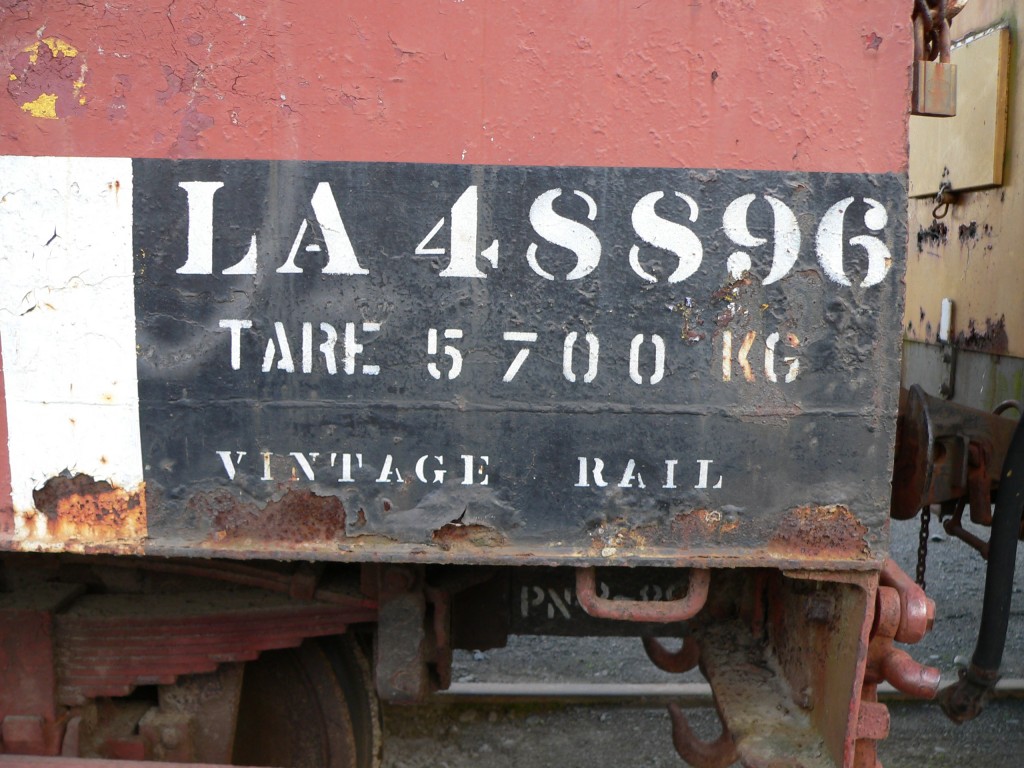 LA 48896
TARE 5700 KG
VINTAGE RAIL